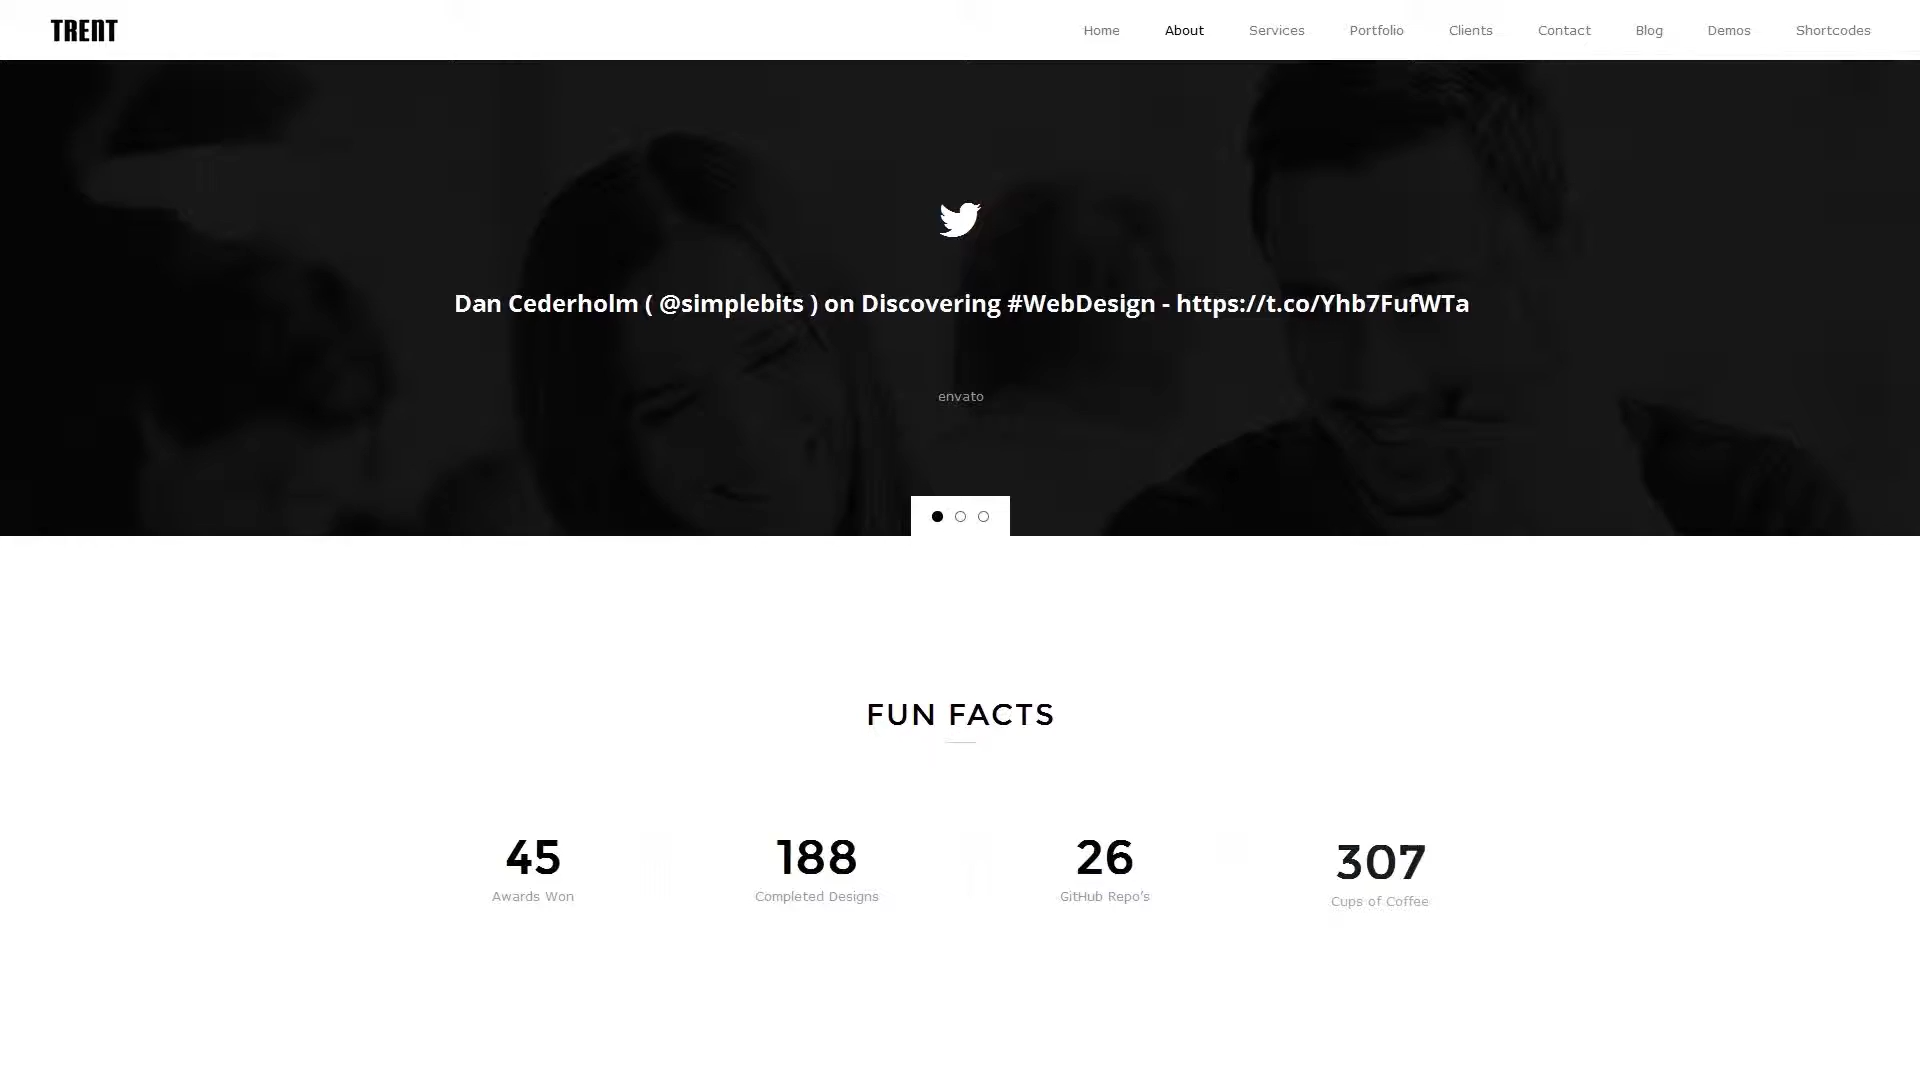 TRENT
Home About Services Portfolio Clients Contact Blog Demos Shortcodes
Dan Cederholm ( @simplebits ) on Discovering #WebDesign - https://t.co/Yhb7FufWTa
envato
FUN FACTS
45 188 26 307
Awards Won Completed Designs GitHub Repo's Cups of Coffee